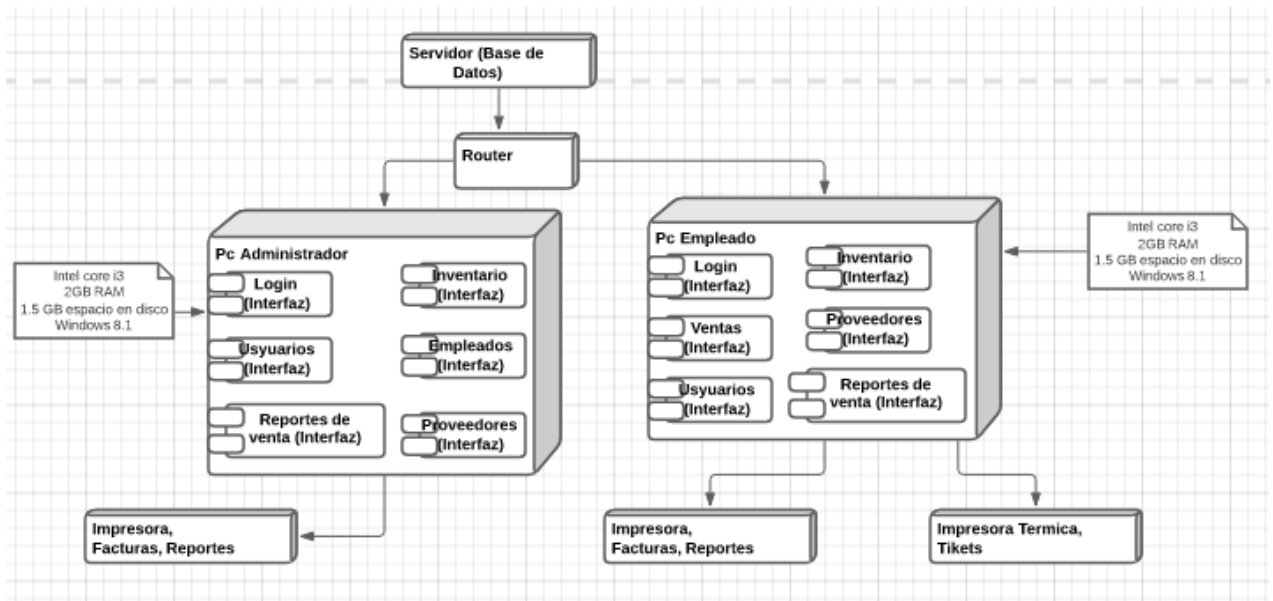 Servidor (Base de
Datos)
Router
Pc Administrador
Login
(Interfaz)
Inventario
(Interfaz)
Usyuarios
(Interfaz)
Empleados
(Interfaz)
Reportes de
venta (Interfaz)
Proveedores
(Interfaz)
Intel core i3
2GB RAM
1.5 GB espacio en disco
Windows 8.1
Pc Empleado
Login
(Interfaz)
Inventario
(Interfaz)
Ventas
(Interfaz)
Proveedores
(Interfaz)
Usyuarios
(Interfaz)
Reportes de
venta (Interfaz)
Intel core i3
2GB RAM
1.5 GB espacio en disco
Windows 8.1
Impresora,
Facturas, Reportes
Impresora,
Facturas, Reportes
Impresora Termica,
Tikets